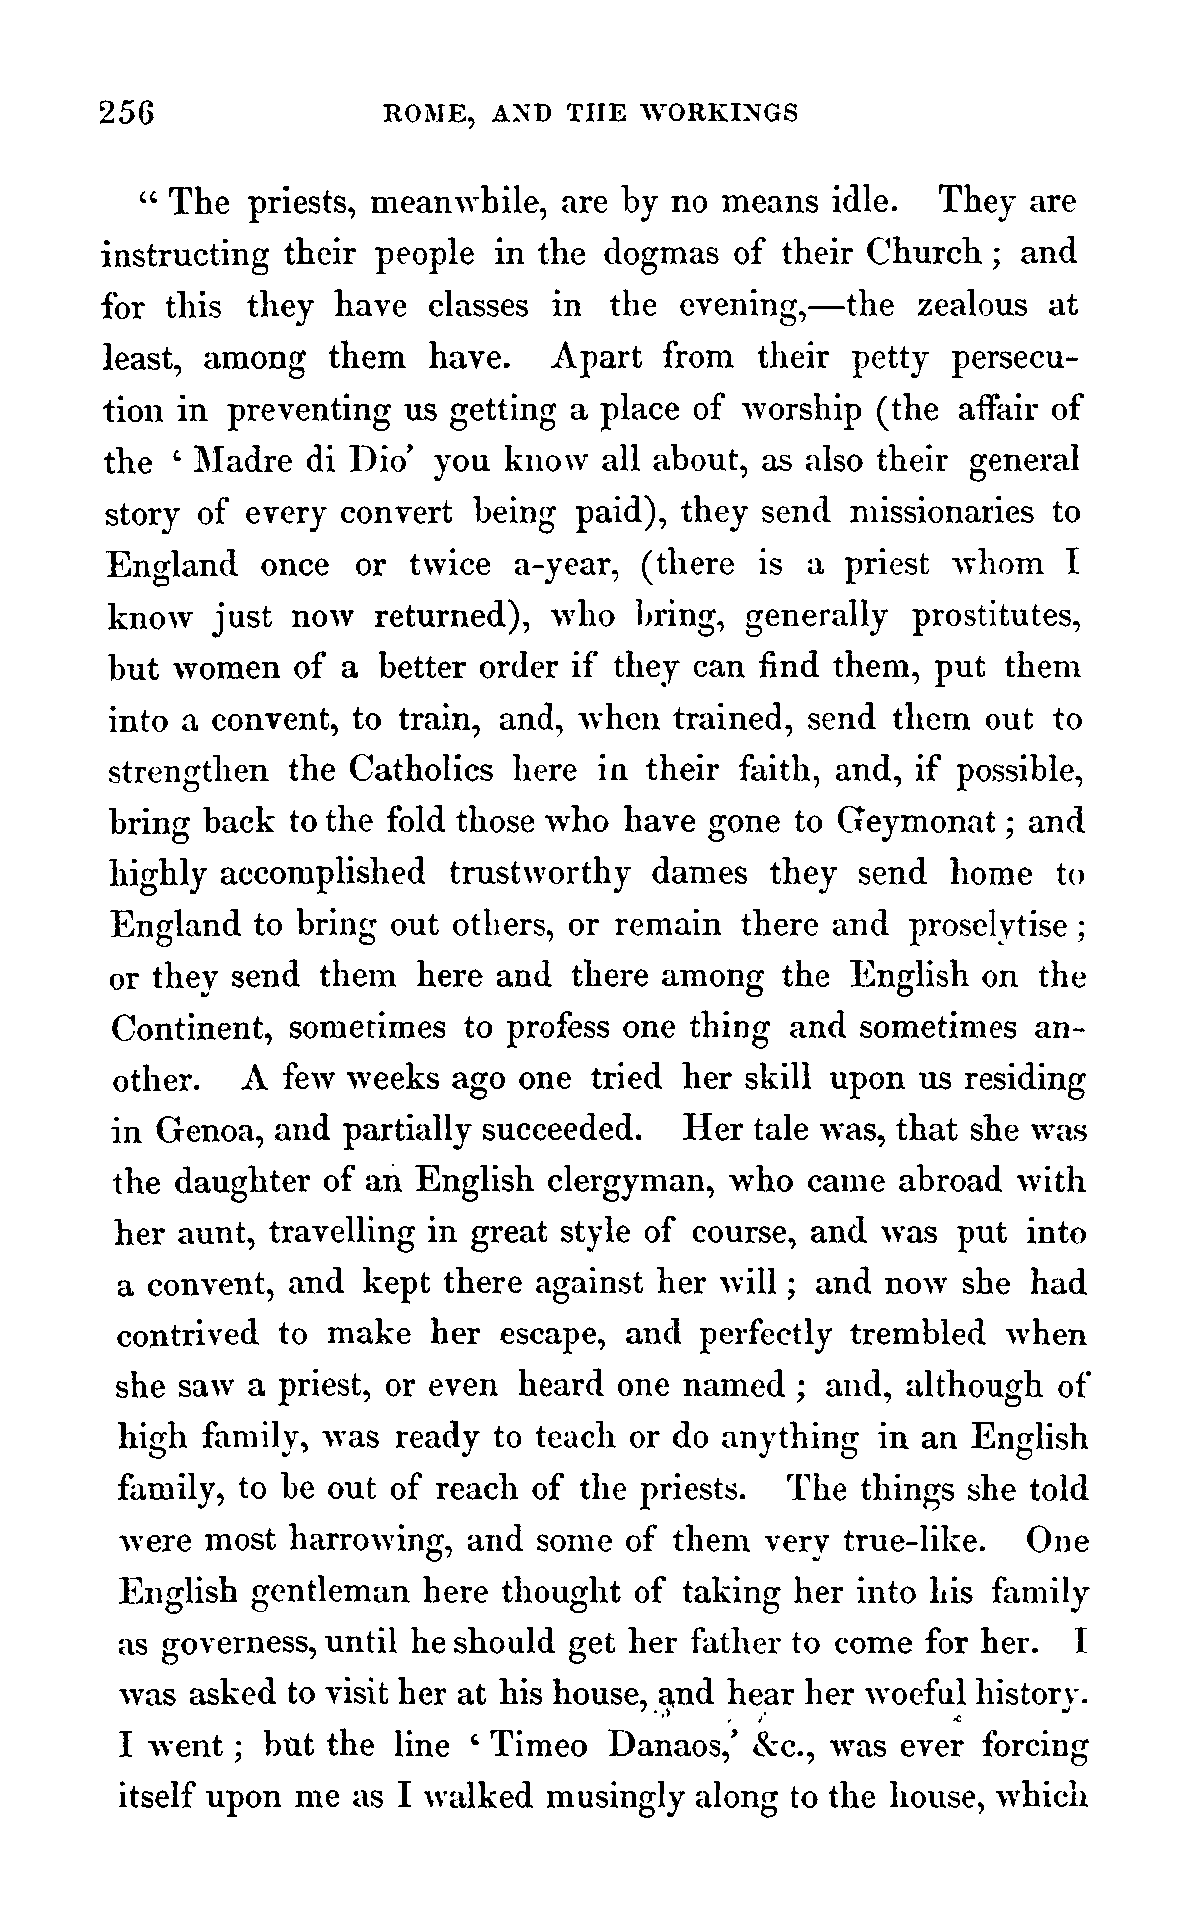 256 ROME, AND THE WORKINGS
“ The priests, meanwhile, are by no means idle. They are
instructing their people in the dogmas of their Church ; and
for this they have classes in the evening,—the zealous at
least, among them have. Apart from their petty persecu-
tion in preventing us getting a place of worship (the affair of
the ‘ Madre di Dio’ you know all about, as also their general
story of every convert being paid), they send missionaries to
England once or twice a-year, (there is a priest whom I
know just now returned), who bring, generally prostitutes,
but women of a better order if they can find them, put them
into a convent, to train, and, when trained, send them out to
strengthen the Catholics here in their faith, and, if possible,
bring back to the fold those who have gone to Geymonat ; and
highly accomplished trustworthy dames they send home to
England to bring out others, or remain there and proselytise ;
or they send them here and there among the English on the
Continent, sometimes to profess one thing and sometimes an-
other. A few weeks ago one tried her skill upon us residing
in Genoa, and partially succeeded. Her tale was, that she was
the daughter of an English clergyman, who came abroad with
her aunt, travelling in great style of course, and was put into
a convent, and kept there against her will ; and now she had
contrived to make her escape, and perfectly trembled when
she saw a priest, or even heard one named ; and, although of
high family, was ready to teach or do anything in an English
family, to be out of reach of the priests. The things she told
were most harrowing, and some of them very true-like. One
English gentleman here thought of taking her into his family
as governess, until he should get her father to come for her. I
was asked to visit her at his house, and hear her woeful history.
I went ; but the line ‘ Timeo Danaos,’ &c., was ever forcing
itself upon me as I walked musingly along to the house, which